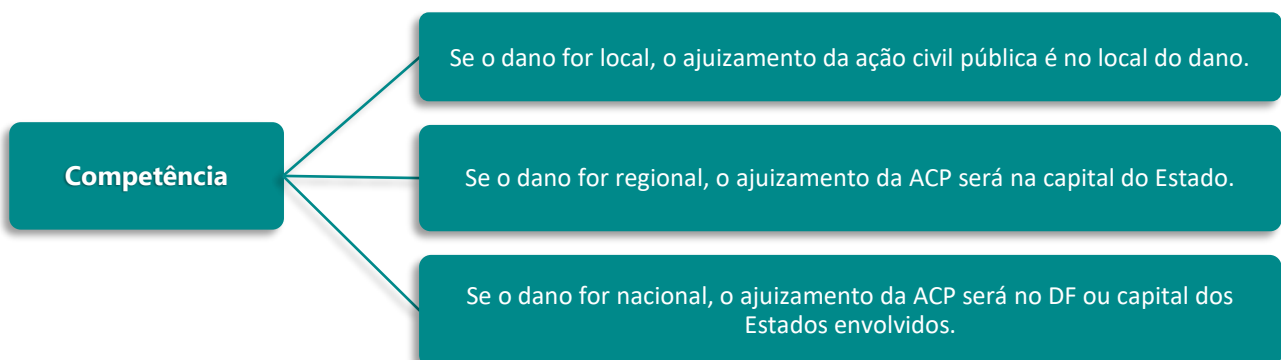 Competência
Se o dano for local, o ajuizamento da ação civil pública é no local do dano.
Se o dano for regional, o ajuizamento da ACP será na capital do Estado.
Se o dano for nacional, o ajuizamento da ACP será no DF ou capital dos
Estados envolvidos.